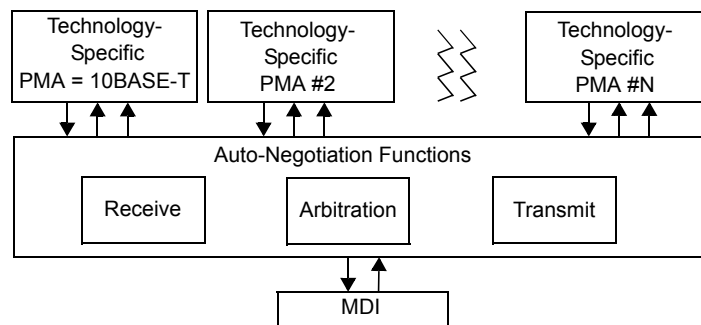 Technology-
Specific
PMA = 10BASE-T
Technology-
Specific
PMA #2
Technology-
Specific
PMA #N
Auto-Negotiation Functions
Receive
Arbitration
Transmit
MDI